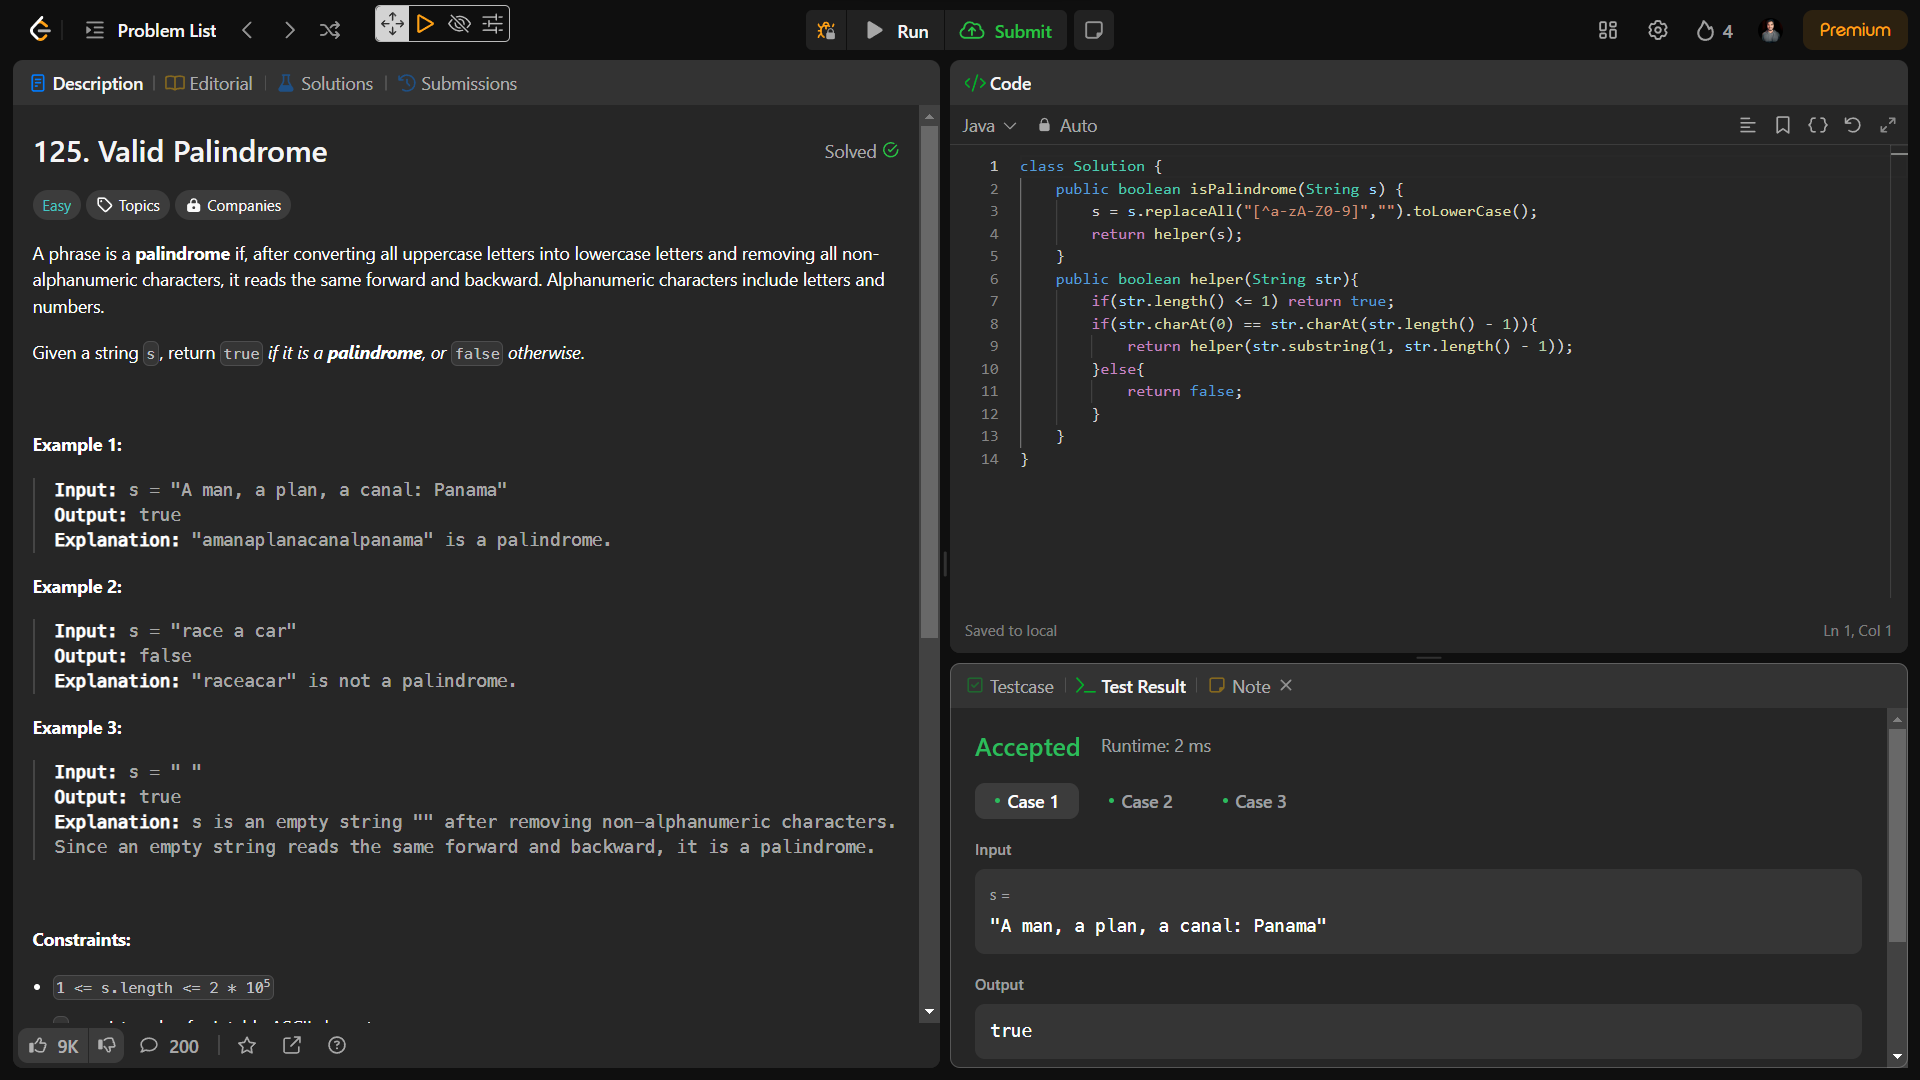 Problem List
Run
Submit
4
Premium
Description
Editorial
Solutions
Submissions
125. Valid Palindrome
Solved
Easy
Topics
Companies
A phrase is a palindrome if, after converting all uppercase letters into lowercase letters and removing all non-
alphanumeric characters, it reads the same forward and backward. Alphanumeric characters include letters and
numbers.
Given a string s, return true if it is a palindrome, or false otherwise.
Example 1:
Input: s = "A man, a plan, a canal: Panama"
Output: true
Explanation: "amanaplanacanalpanama" is a palindrome.
Example 2:
Input: s = "race a car"
Output: false
Explanation: "raceacar" is not a palindrome.
Example 3:
Input: s = " "
Output: true
Explanation: s is an empty string "" after removing non-alphanumeric characters.
Since an empty string reads the same forward and backward, it is a palindrome.
Constraints:
• 1 <= s.length <= 2 * 10⁵
9K
200
</> Code
Java
Auto
1 class Solution {
2 public boolean isPalindrome(String s) {
3 s = s.replaceAll("[^a-zA-Z0-9]","").toLowerCase();
4 return helper(s);
5 }
6 public boolean helper(String str){
7 if(str.length() <= 1) return true;
8 if(str.charAt(0) == str.charAt(str.length() - 1)){
9 return helper(str.substring(1, str.length() - 1));
10 }else{
11 return false;
12 }
13 }
14 }
Saved to local
Ln 1, Col 1
Testcase
Test Result
Note
Accepted
Runtime: 2 ms
Case 1
Case 2
Case 3
Input
s =
"A man, a plan, a canal: Panama"
Output
true